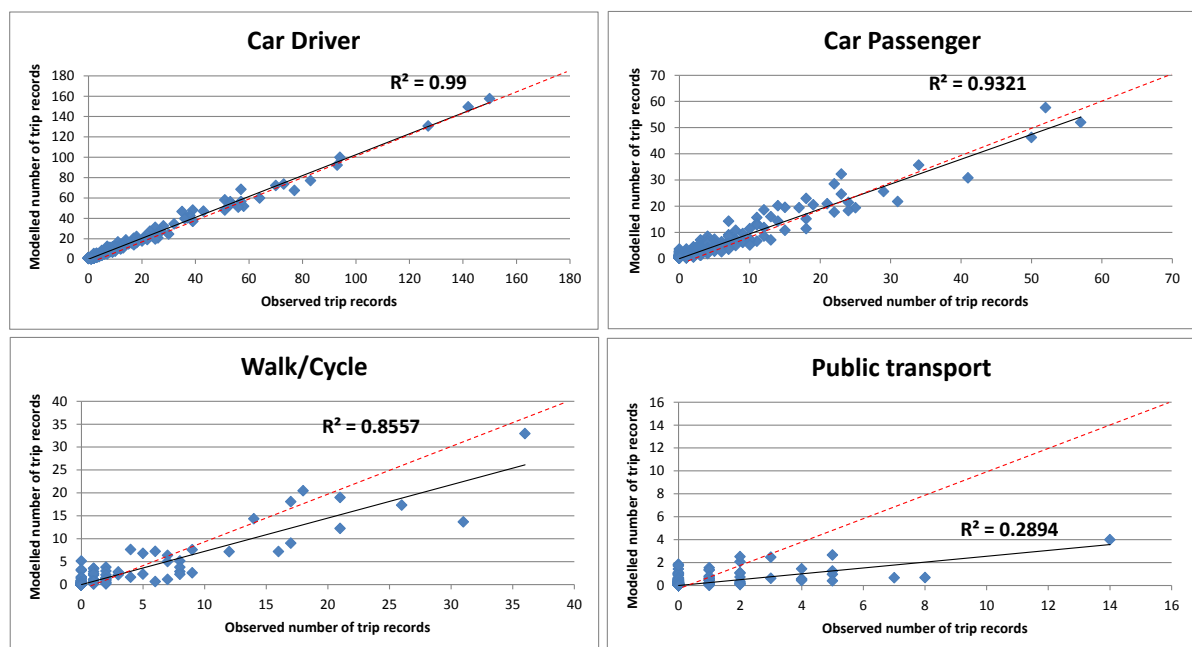 Car Driver
R² = 0.99
Modelled number of trip records
180
160
140
120
100
80
60
40
20
0
0 20 40 60 80 100 120 140 160 180
Observed trip records
Car Passenger
R² = 0.9321
Modelled number of trip records
70
60
50
40
30
20
10
0
0 10 20 30 40 50 60 70
Observed number of trip records
Walk/Cycle
R² = 0.8557
Modelled number of trip records
40
35
30
25
20
15
10
5
0
0 5 10 15 20 25 30 35 40
Observed number of trip records
Public transport
R² = 0.2894
Modelled number of trip records
16
14
12
10
8
6
4
2
0
0 2 4 6 8 10 12 14 16
Observed number of trip records